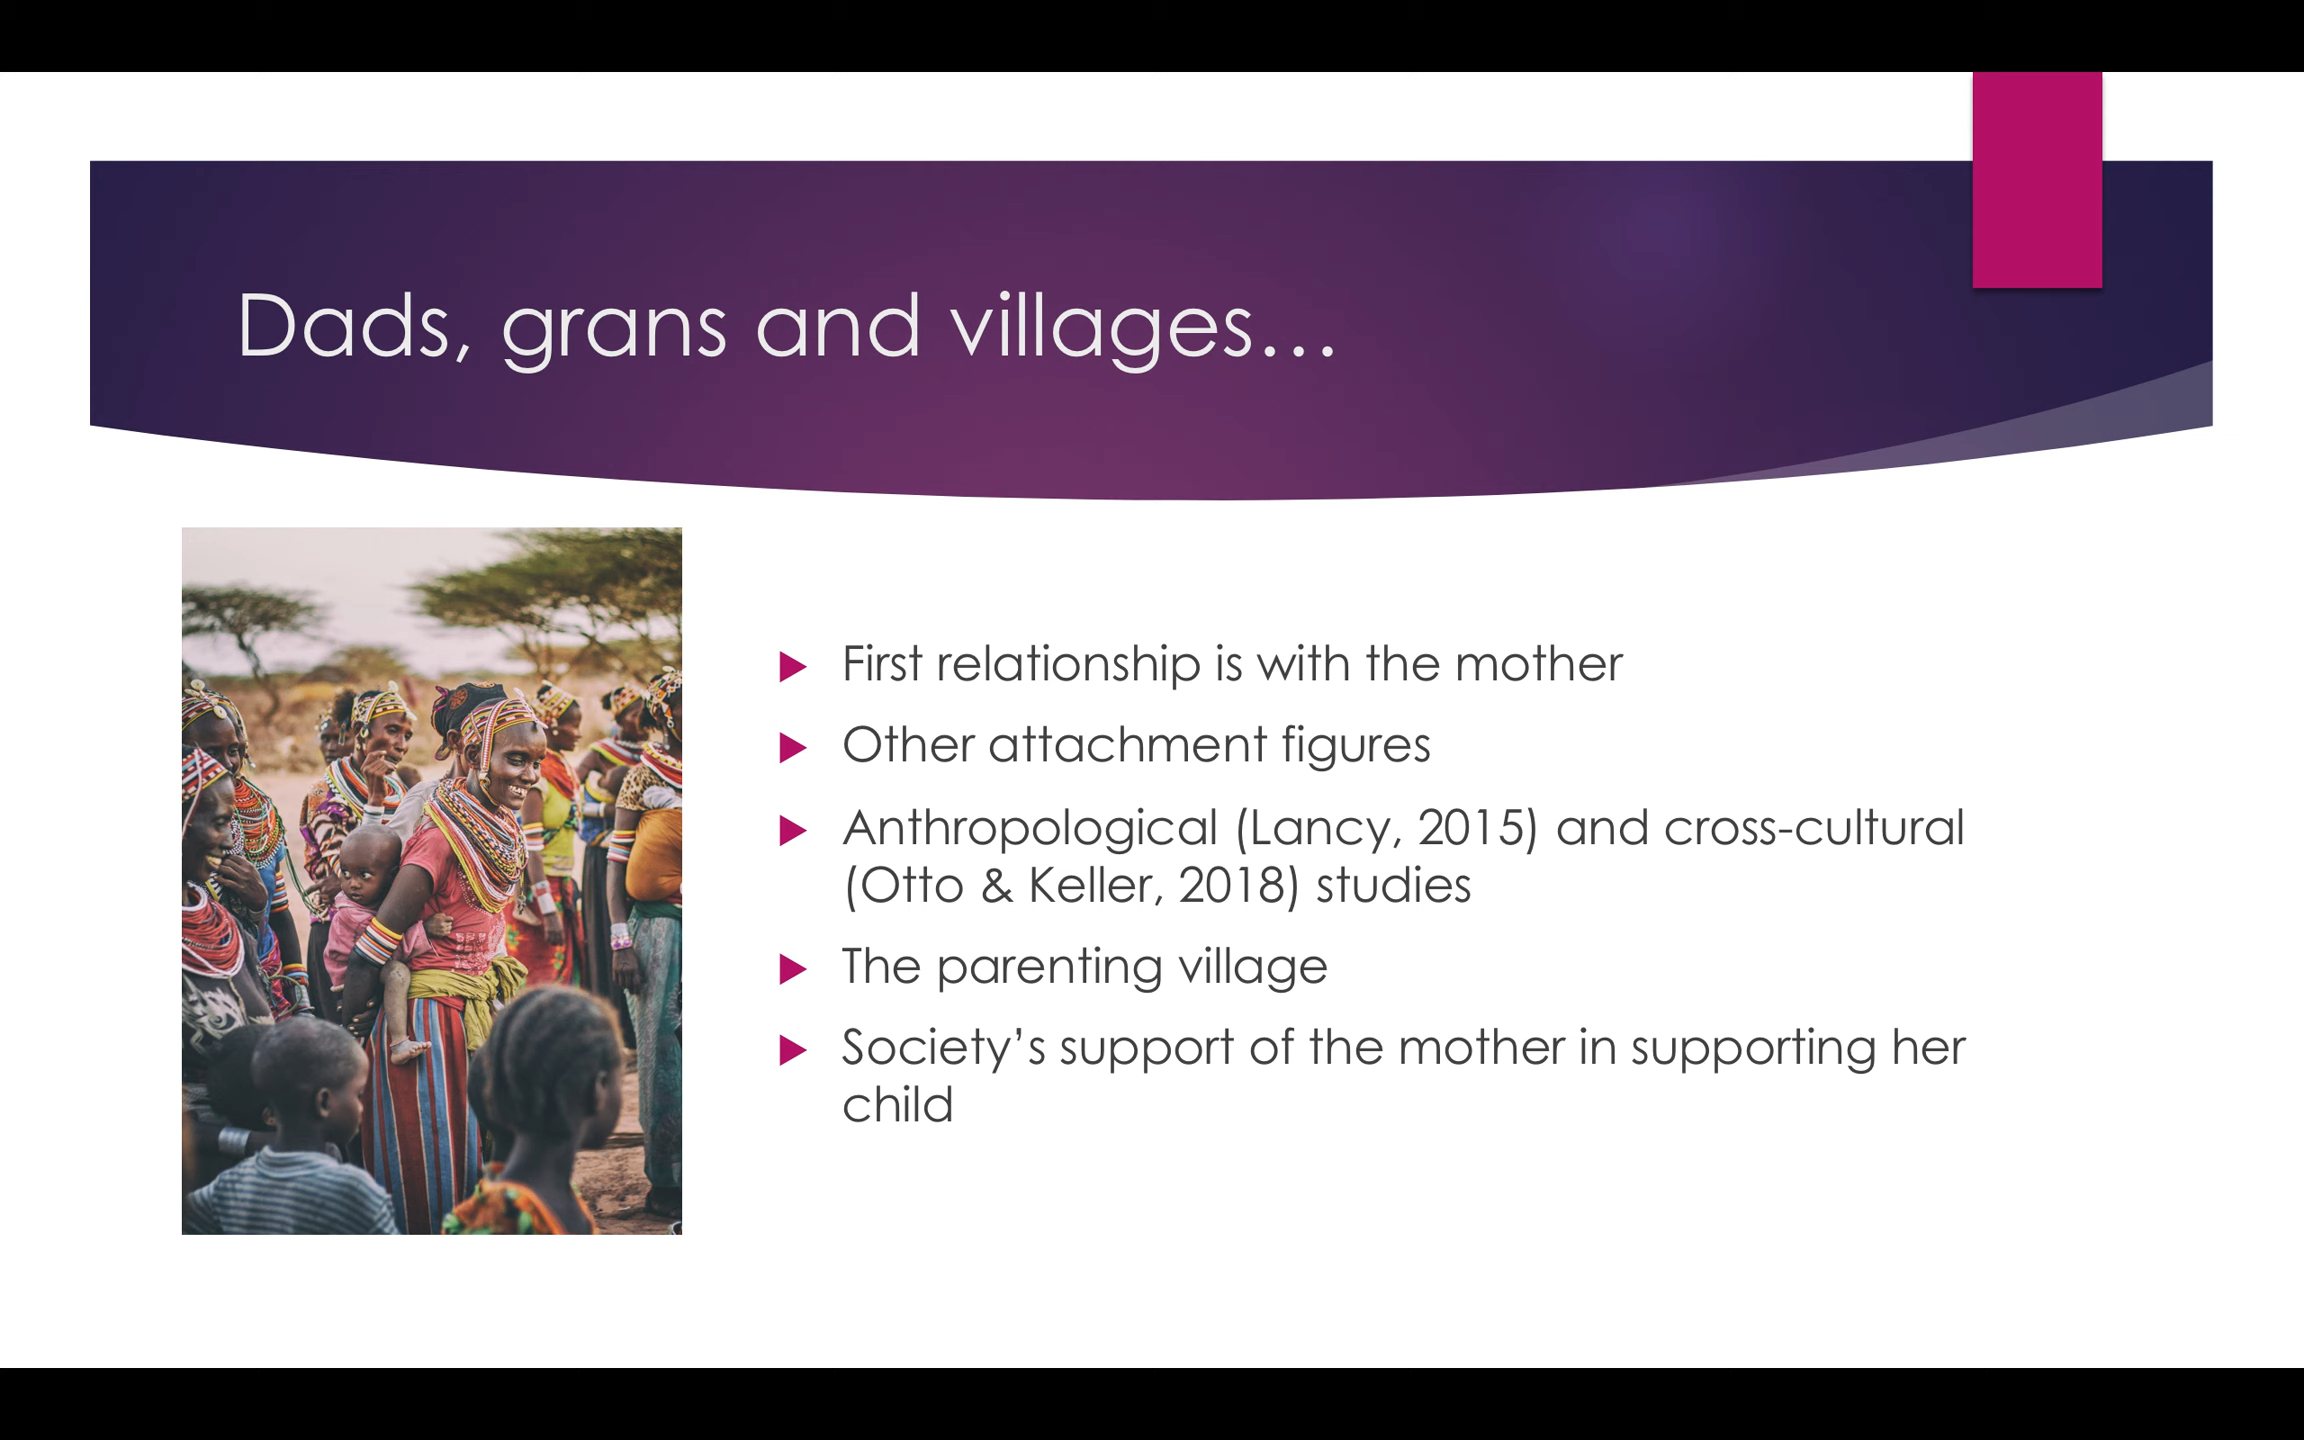 Dads, grans and villages…
First relationship is with the mother
Other attachment figures
Anthropological (Lancy, 2015) and cross-cultural
(Otto & Keller, 2018) studies
The parenting village
Society’s support of the mother in supporting her
child